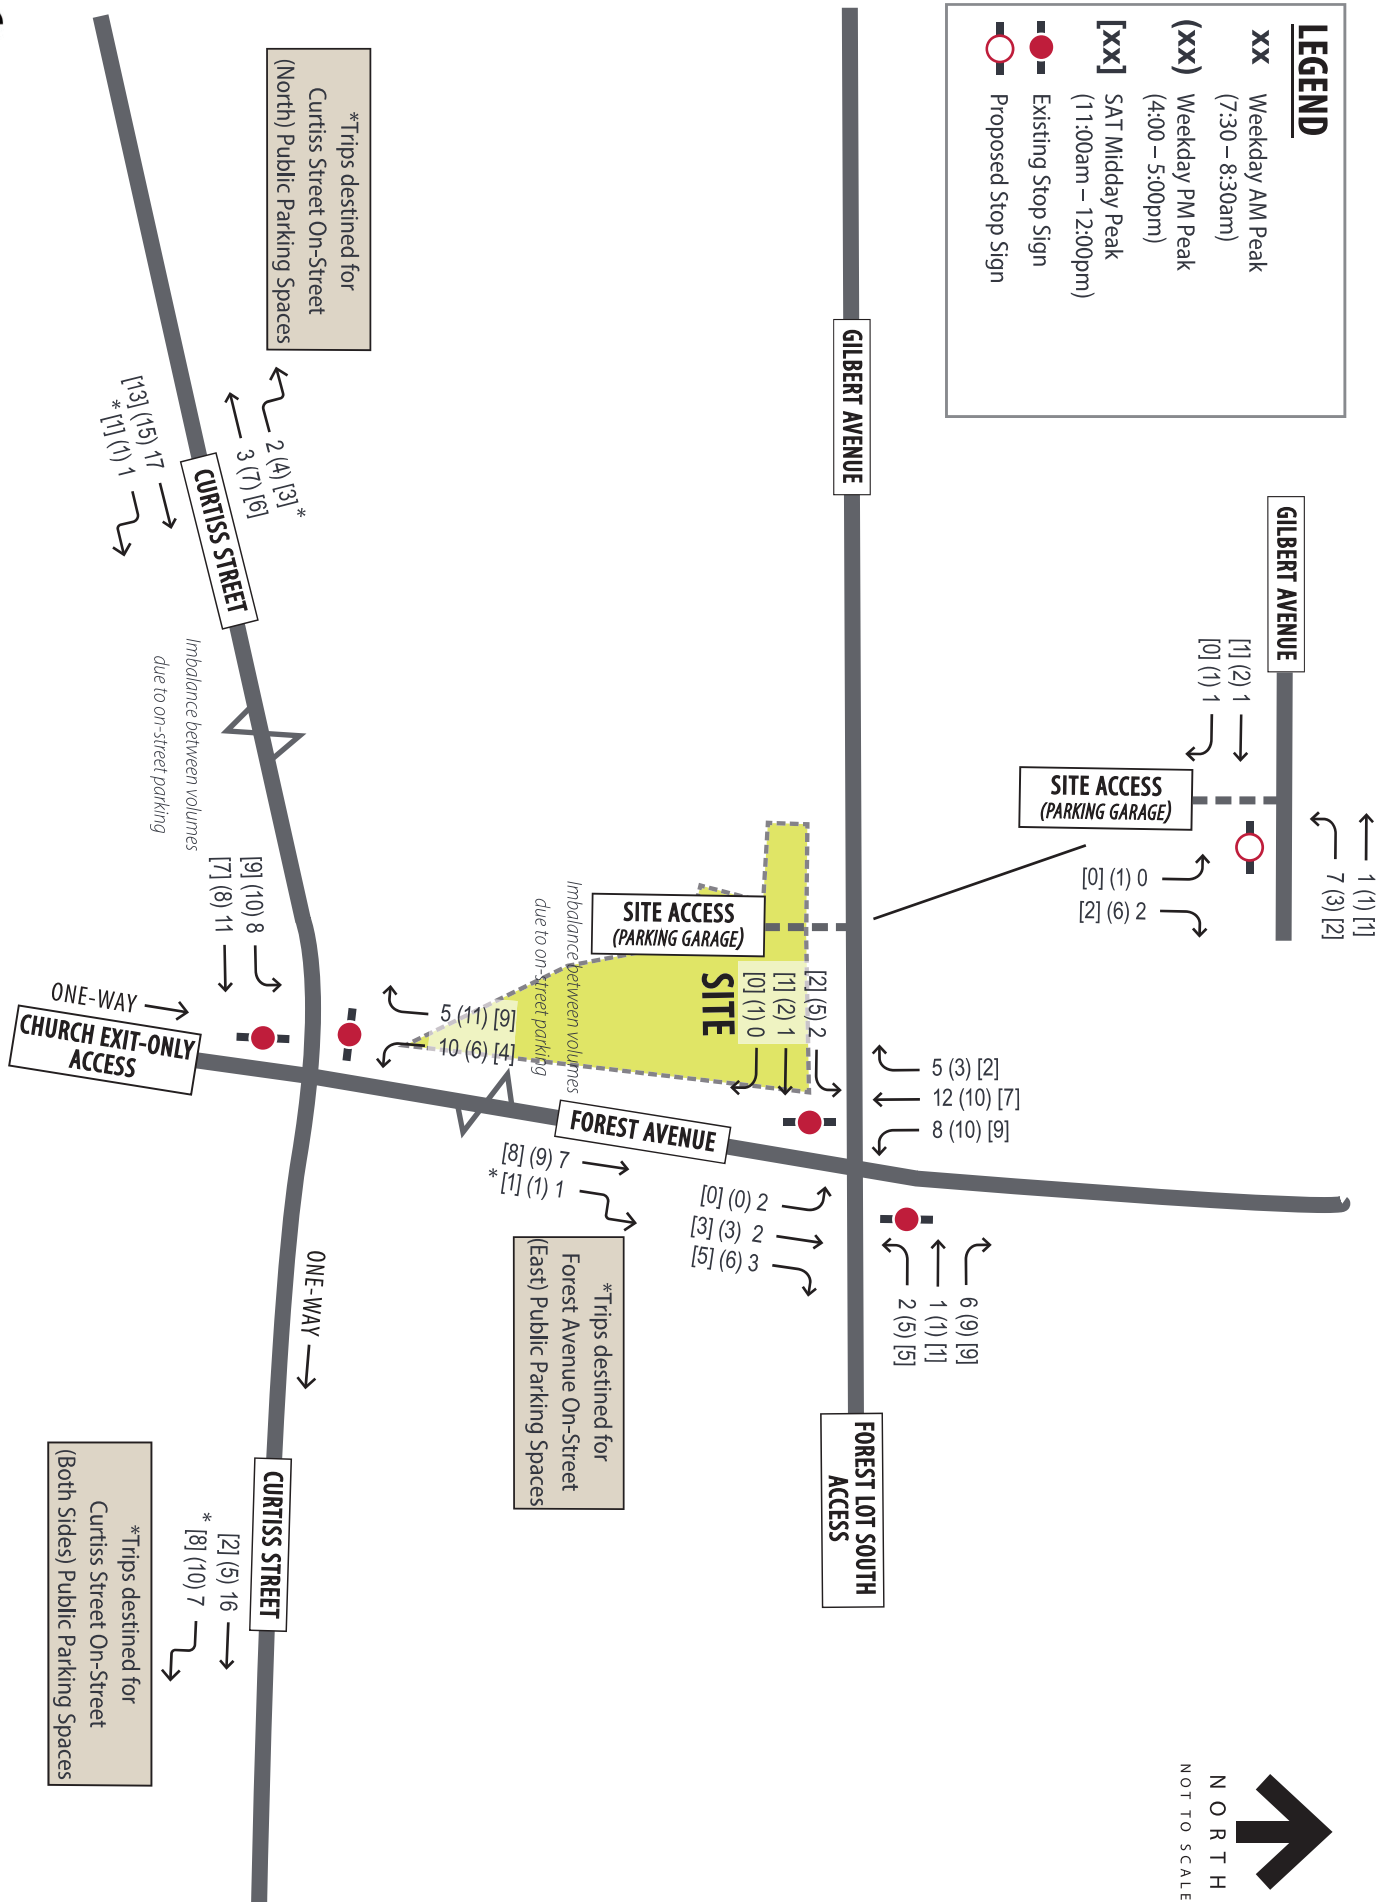 LEGEND
XX
Weekday AM Peak
(7:30 – 8:30am)
(XX)
Weekday PM Peak
(4:00 – 5:00pm)
[XX]
SAT Midday Peak
(11:00am – 12:00pm)
Existing Stop Sign
Proposed Stop Sign
GILBERT AVENUE
1 (1) [1]
7 (3) [2]
[1] (2) 1
[0] (1) 1
SITE ACCESS
(PARKING GARAGE)
[0] (1) 0
[2] (6) 2
GILBERT AVENUE
SITE ACCESS
(PARKING GARAGE)
SITE
[2] (5) 2
[1] (2) 1
[0] (1) 0
5 (3) [2]
12 (10) [7]
8 (10) [9]
6 (9) [9]
1 (1) [1]
2 (5) [5]
[0] (0) 2
[3] (3) 2
[5] (6) 3
FOREST LOT SOUTH
ACCESS
FOREST AVENUE
Imbalance between volumes
due to on-street parking
[8] (9) 7
* [1] (1) 1
*Trips destined for
Forest Avenue On-Street
(East) Public Parking Spaces
5 (11) [9]
10 (6) [4]
*Trips destined for
Curtiss Street On-Street
(North) Public Parking Spaces
2 (4) [3] *
3 (7) [6]
[13] (15) 17
* [1] (1) 1
CURTISS STREET
Imbalance between volumes
due to on-street parking
[9] (10) 8
[7] (8) 11
ONE-WAY
CHURCH EXIT-ONLY
ACCESS
ONE-WAY
CURTISS STREET
[2] (5) 16
* [8] (10) 7
*Trips destined for
Curtiss Street On-Street
(Both Sides) Public Parking Spaces
NORTH
NOT TO SCALE